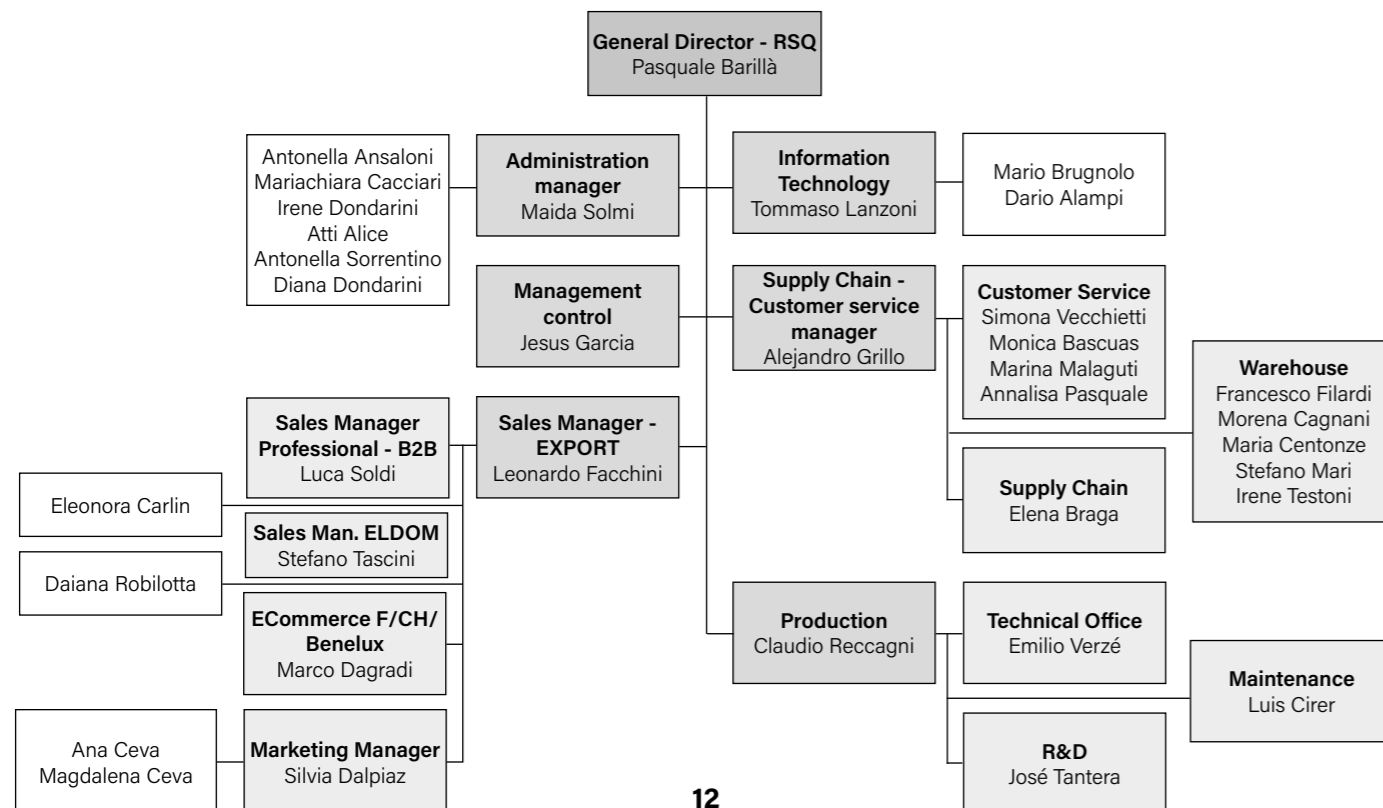 General Director - RSQ
Pasquale Barillà
Antonella Ansaloni
Mariachiara Cacciari
Irene Dondarini
Atti Alice
Antonella Sorrentino
Diana Dondarini
Administration
manager
Maida Solmi
Information
Technology
Tommaso Lanzoni
Mario Brugnolo
Dario Alampi
Management
control
Jesus Garcia
Supply Chain -
Customer service
manager
Alejandro Grillo
Customer Service
Simona Vecchietti
Monica Bascuas
Marina Malaguti
Annalisa Pasquale
Warehouse
Francesco Filardi
Morena Cagnani
Maria Centonze
Stefano Mari
Irene Testoni
Sales Manager
Professional - B2B
Luca Soldi
Sales Manager -
EXPORT
Leonardo Facchini
Supply Chain
Elena Braga
Eleonora Carlin
Sales Man. ELDOM
Stefano Tascini
Daiana Robilotta
ECommerce F/CH/
Benelux
Marco Dagradi
Production
Claudio Reccagni
Technical Office
Emilio Verzé
Maintenance
Luis Cirer
Ana Ceva
Magdalena Ceva
Marketing Manager
Silvia Dalpiaz
R&D
José Tantera
12